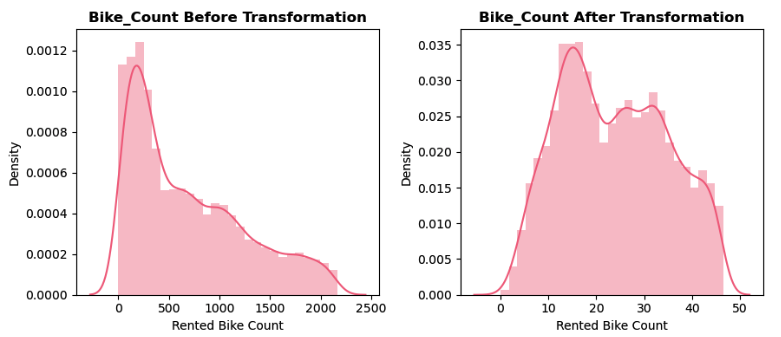 Bike_Count Before Transformation
Density
0.0012
0.0010
0.0008
0.0006
0.0004
0.0002
0.0000
0 500 1000 1500 2000 2500
Rented Bike Count
Bike_Count After Transformation
Density
0.035
0.030
0.025
0.020
0.015
0.010
0.005
0.000
0 10 20 30 40 50
Rented Bike Count